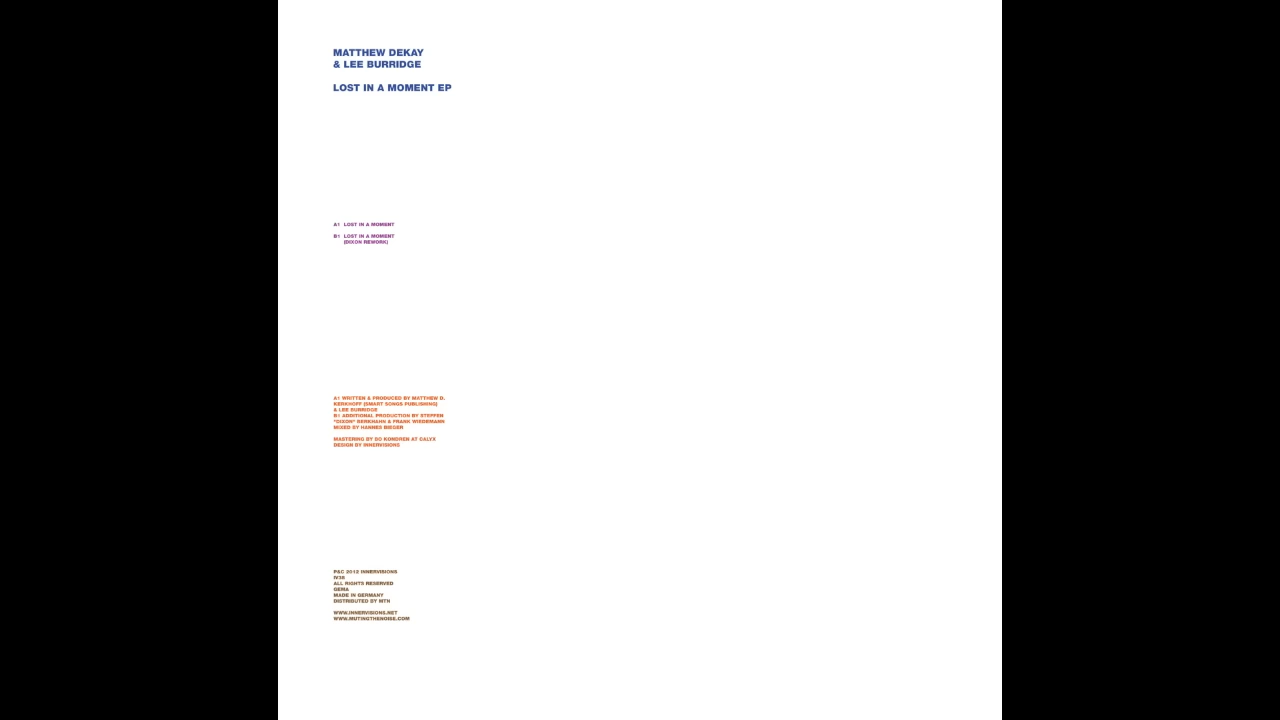 MATTHEW DEKAY
& LEE BURRIDGE
LOST IN A MOMENT EP
A1 LOST IN A MOMENT
B1 LOST IN A MOMENT
(DIXON REWORK)
A1 WRITTEN & PRODUCED BY MATTHEW D.
KERKHOFF (SMART SONGS PUBLISHING)
& LEE BURRIDGE
B1 ADDITIONAL PRODUCTION BY STEFFEN
"DIXON" BERKHAHN & FRANK WIEDEMANN
MIXED BY HANNES BIEGER
MASTERING BY BO KONDREN AT CALYX
DESIGN BY INNERVISIONS
P&C 2012 INNERVISIONS
IV38
ALL RIGHTS RESERVED
GEMA
MADE IN GERMANY
DISTRIBUTED BY MTN
WWW.INNERVISIONS.NET
WWW.MUTINGTHENOISE.COM